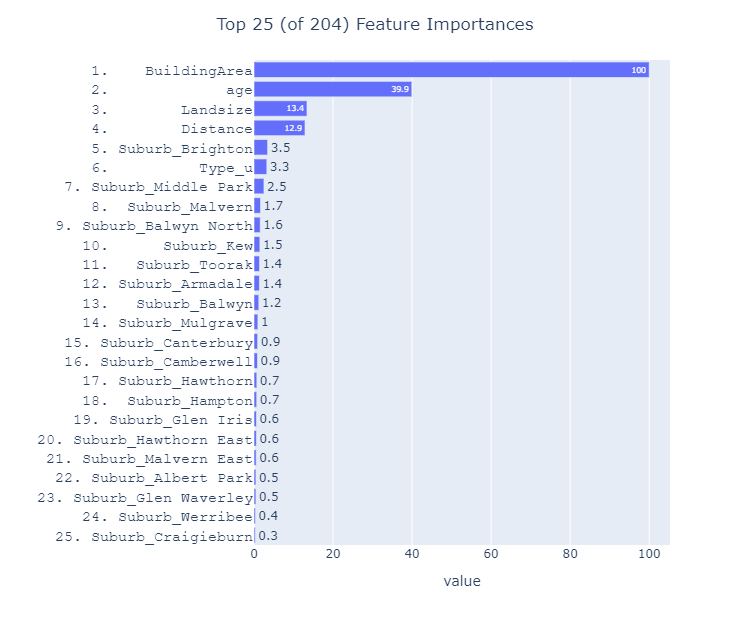 Top 25 (of 204) Feature Importances
1. BuildingArea 100
2. age 39.9
3. Landsize 13.4
4. Distance 12.9
5. Suburb_Brighton 3.5
6. Type_u 3.3
7. Suburb_Middle Park 2.5
8. Suburb_Malvern 1.7
9. Suburb_Balwyn North 1.6
10. Suburb_Kew 1.5
11. Suburb_Toorak 1.4
12. Suburb_Armadale 1.4
13. Suburb_Balwyn 1.2
14. Suburb_Mulgrave 1
15. Suburb_Canterbury 0.9
16. Suburb_Camberwell 0.9
17. Suburb_Hawthorn 0.7
18. Suburb_Hampton 0.7
19. Suburb_Glen Iris 0.6
20. Suburb_Hawthorn East 0.6
21. Suburb_Malvern East 0.6
22. Suburb_Albert Park 0.5
23. Suburb_Glen Waverley 0.5
24. Suburb_Werribee 0.4
25. Suburb_Craigieburn 0.3
0 20 40 60 80 100
value